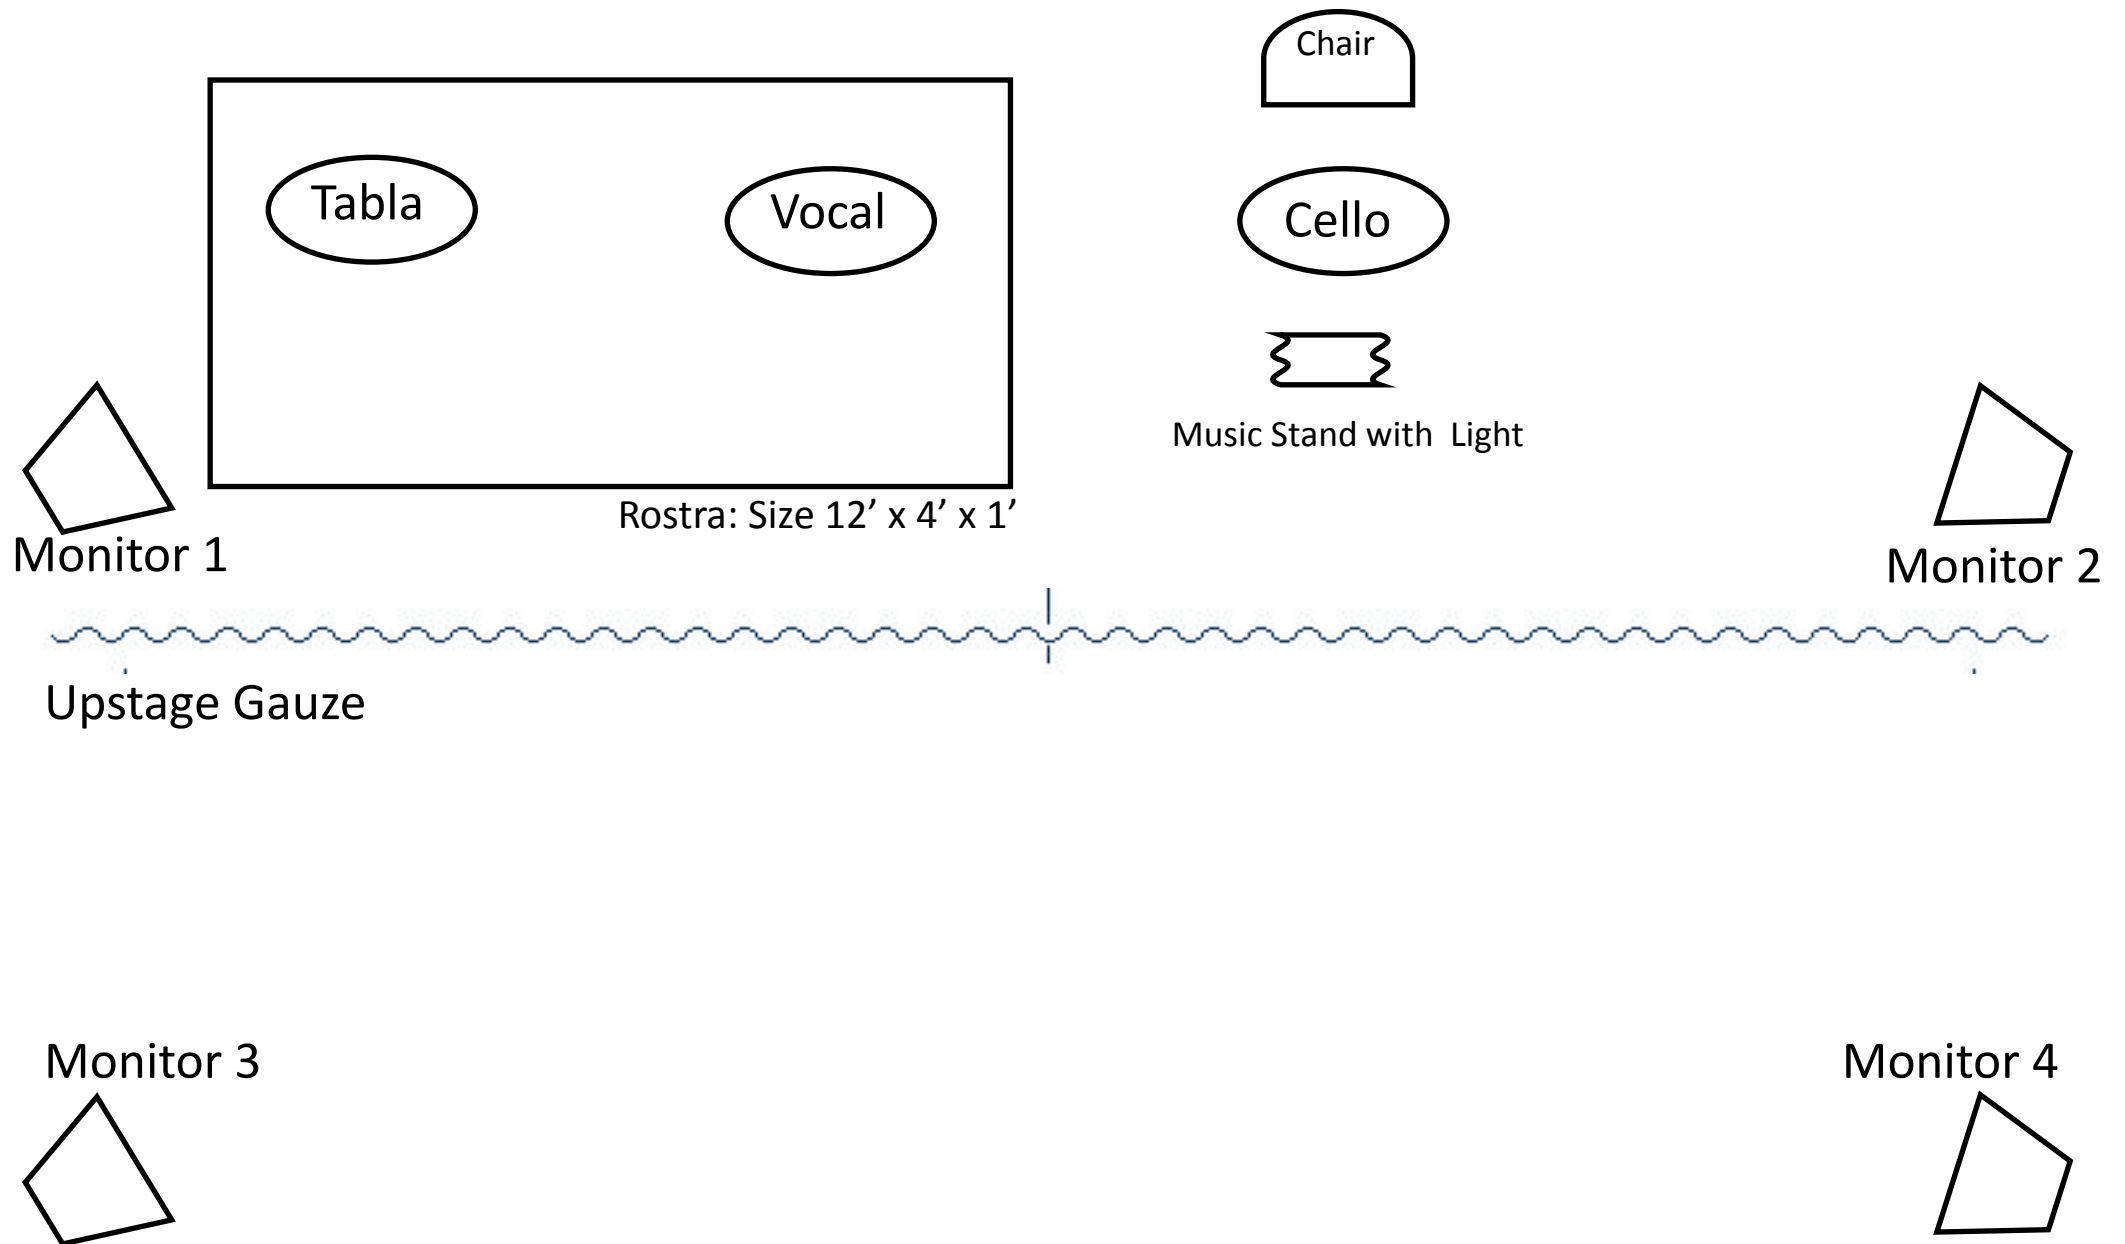 Chair
Tabla
Vocal
Cello
Music Stand with  Light
Rostra: Size 12’ x 4’ x 1’
Monitor 1
Monitor 2
Upstage Gauze
Monitor 3
Monitor 4